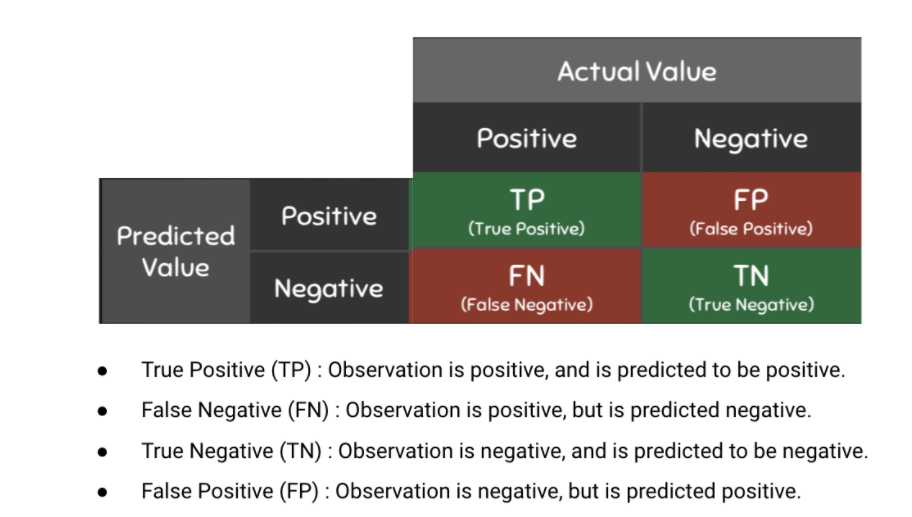 Actual Value
Positive Negative
Predicted Value
Positive
TP
(True Positive)
FP
(False Positive)
Negative
FN
(False Negative)
TN
(True Negative)
● True Positive (TP) : Observation is positive, and is predicted to be positive.
● False Negative (FN) : Observation is positive, but is predicted negative.
● True Negative (TN) : Observation is negative, and is predicted to be negative.
● False Positive (FP) : Observation is negative, but is predicted positive.